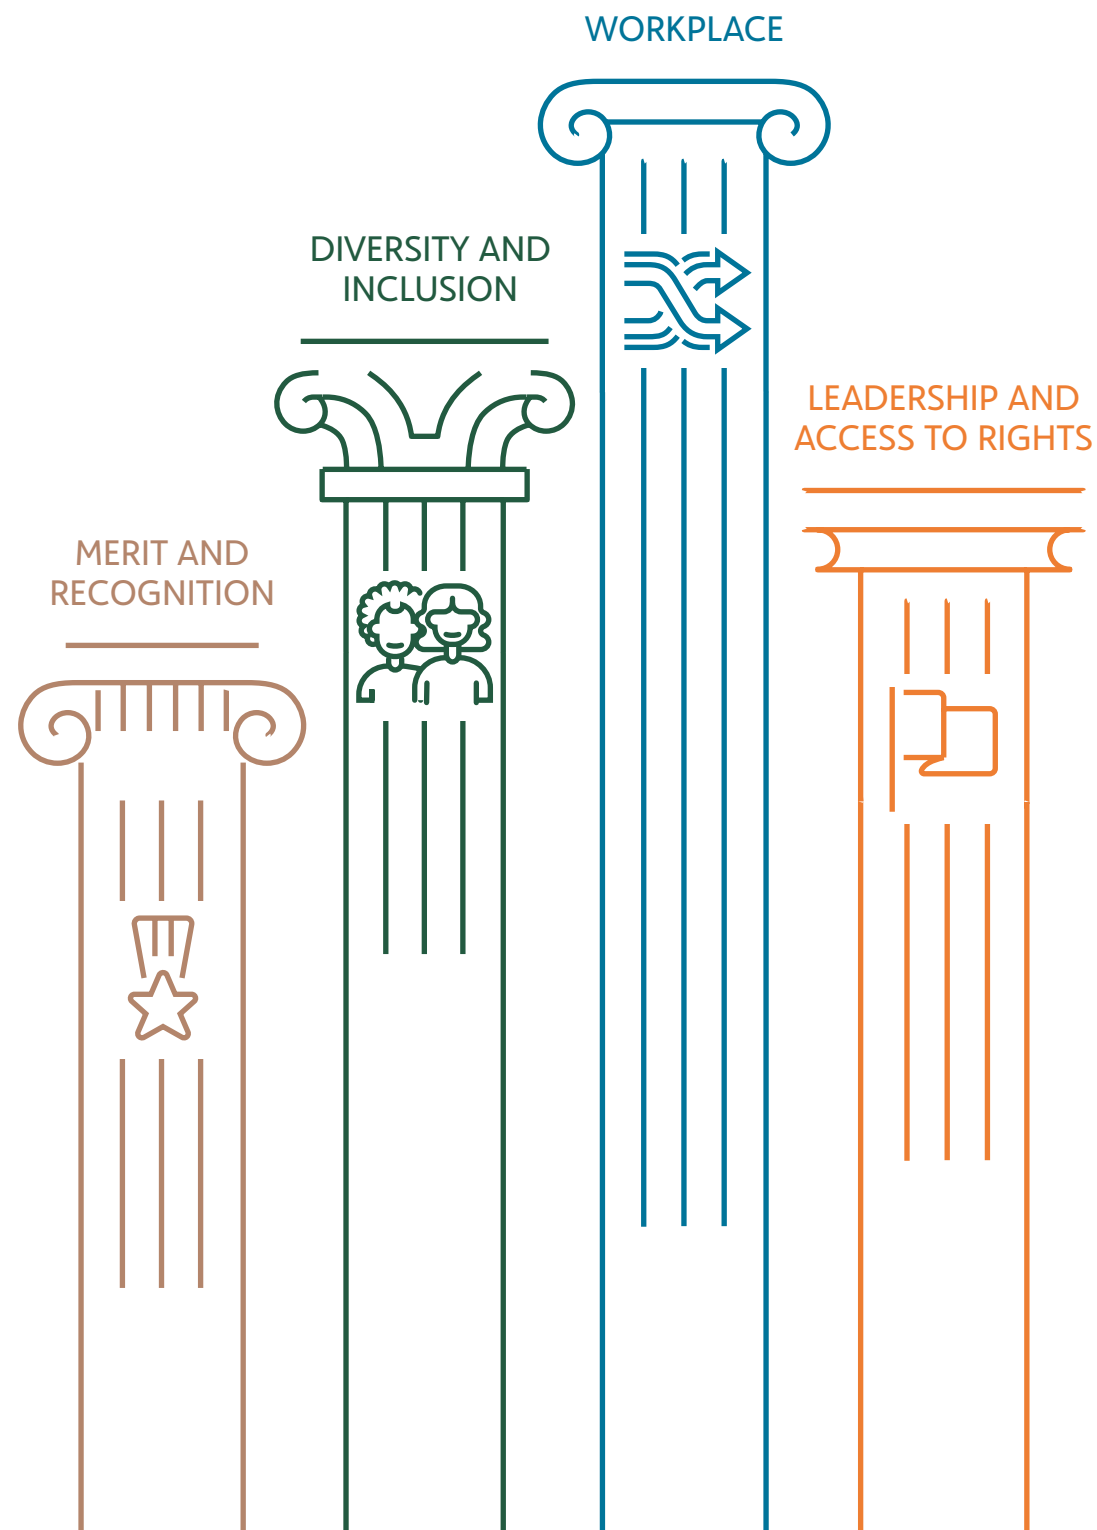 WORKPLACE
DIVERSITY AND
INCLUSION
LEADERSHIP AND
ACCESS TO RIGHTS
MERIT AND
RECOGNITION